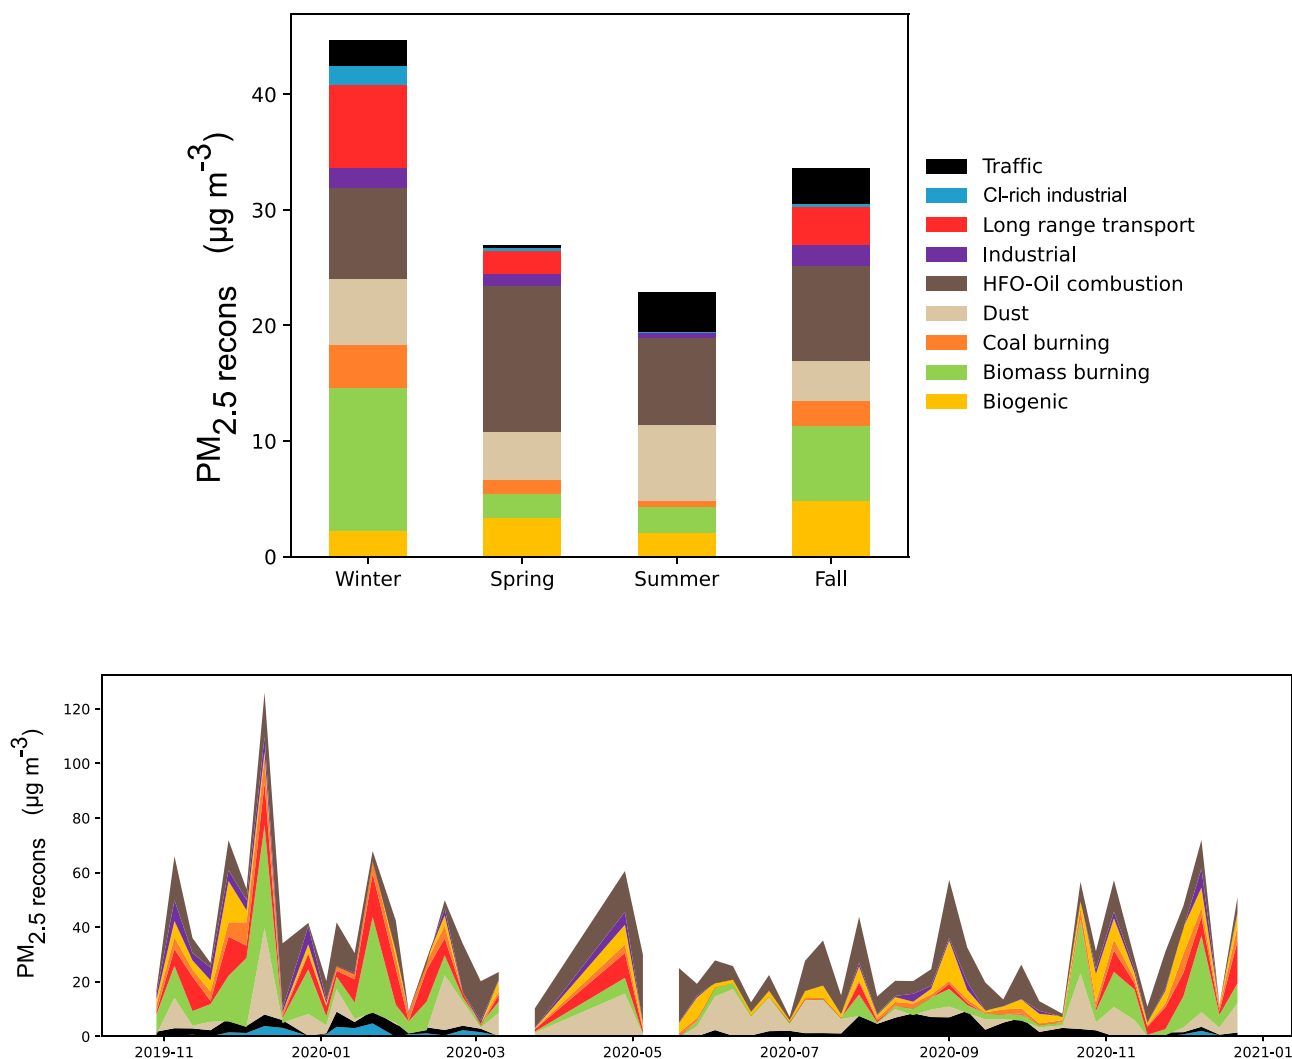 40
30
20
10
0
PM2.5 recons (µg m-3)
Winter Spring Summer Fall
Traffic
Cl-rich industrial
Long range transport
Industrial
HFO-Oil combustion
Dust
Coal burning
Biomass burning
Biogenic
120
100
80
60
40
20
0
PM2.5 recons (µg m-3)
2019-11 2020-01 2020-03 2020-05 2020-07 2020-09 2020-11 2021-01